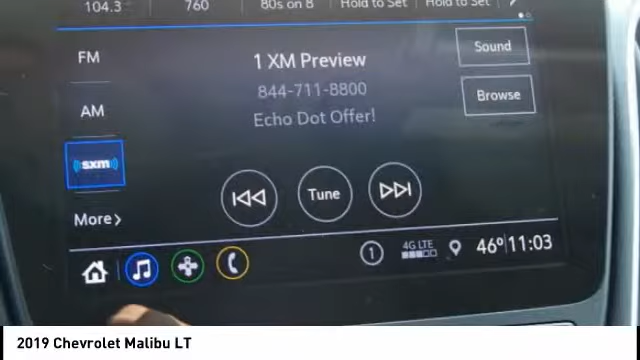 104.3 760 80s on 8 Hold to Set Hold to Set
FM
1 XM Preview
Sound
844-711-8800
AM
Browse
Echo Dot Offer!
sxm
Tune
More
1 4G LTE 46° 11:03
2019 Chevrolet Malibu LT